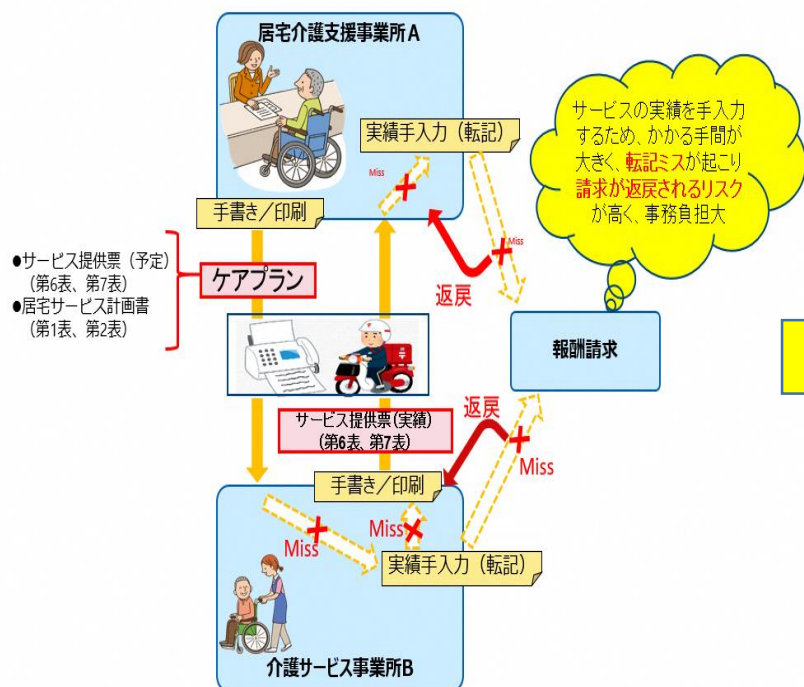 居宅介護支援事業所A
実績手入力（転記）
Miss
Miss
手書き／印刷
サービスの実績を手入力
するため、かかる手間が
大きく、転記ミスが起こり
請求が返戻されるリスク
が高く、事務負担大
●サービス提供票（予定）
（第6表、第7表）
●居宅サービス計画書
（第1表、第2表）
ケアプラン
返戻
報酬請求
サービス提供票(実績)
(第6表、第7表)
返戻
Miss
手書き／印刷
Miss
Miss
実績手入力（転記）
介護サービス事業所B